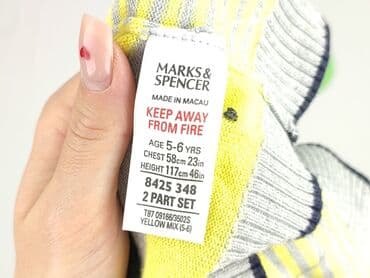 MARKS&
SPENCER
MADE IN MACAU
KEEP AWAY
FROM FIRE
AGE 5-6 YRS
CHEST 58cm 23in
HEIGHT 117cm 46in
8425 348
2 PART SET
T87 09166/3502S
YELLOW MIX (5-6)